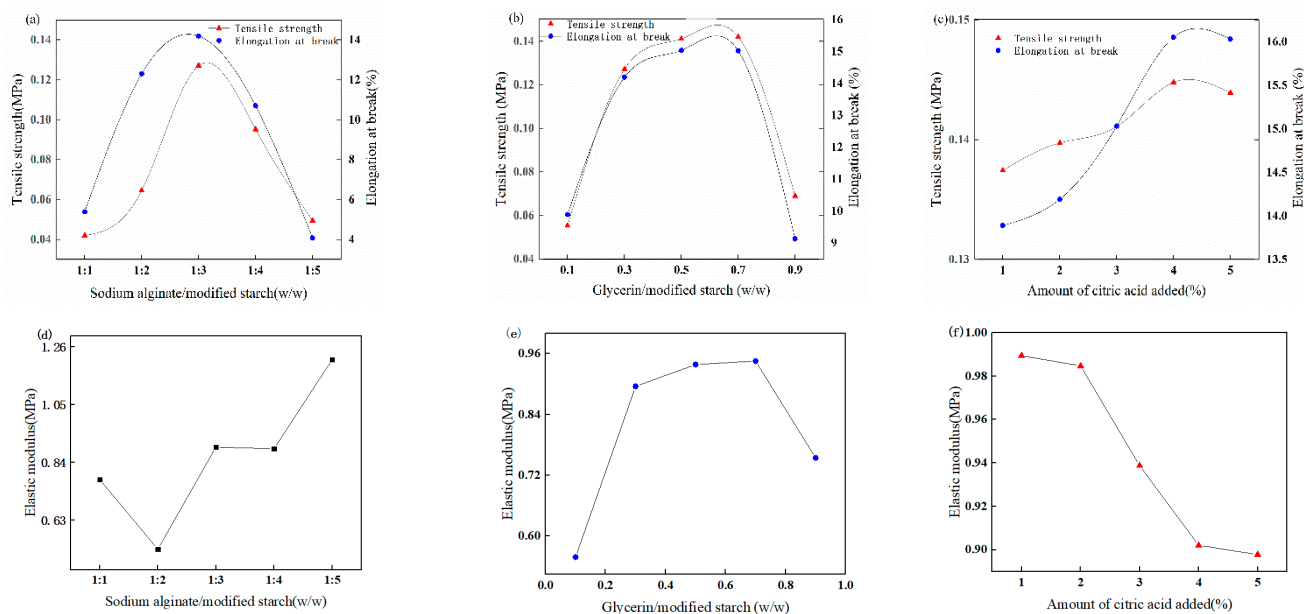 (a)
Tensile strength
Elongation at break
0.14
0.12
0.10
0.08
0.06
0.04
Tensile strength(MPa)
14
12
10
8
6
4
Elongation at break(%)
1:1 1:2 1:3 1:4 1:5
Sodium alginate/modified starch(w/w)
(b)
Tensile strength
Elongation at break
0.16
0.14
0.12
0.10
0.08
0.06
0.04
Tensile strength (MPa)
16
15
14
13
12
11
10
9
Elongation at break (%)
0.1 0.3 0.5 0.7 0.9
Glycerin/modified starch (w/w)
(c)
Tensile strength
Elongation at break
0.15
0.14
0.13
Tensile strength (MPa)
16.0
15.5
15.0
14.5
14.0
13.5
Elongation at break (%)
1 2 3 4 5
Amount of citric acid added(%)
(d)
1.26
1.05
0.84
0.63
Elastic modulus(MPa)
1:1 1:2 1:3 1:4 1:5
Sodium alginate/modified starch(w/w)
(e)
0.96
0.84
0.72
0.60
Elastic modulus(MPa)
0.0 0.2 0.4 0.6 0.8 1.0
Glycerin/modified starch (w/w)
(f)
1.00
0.98
0.96
0.94
0.92
0.90
Elastic modulus(MPa)
1 2 3 4 5
Amount of citric acid added(%)